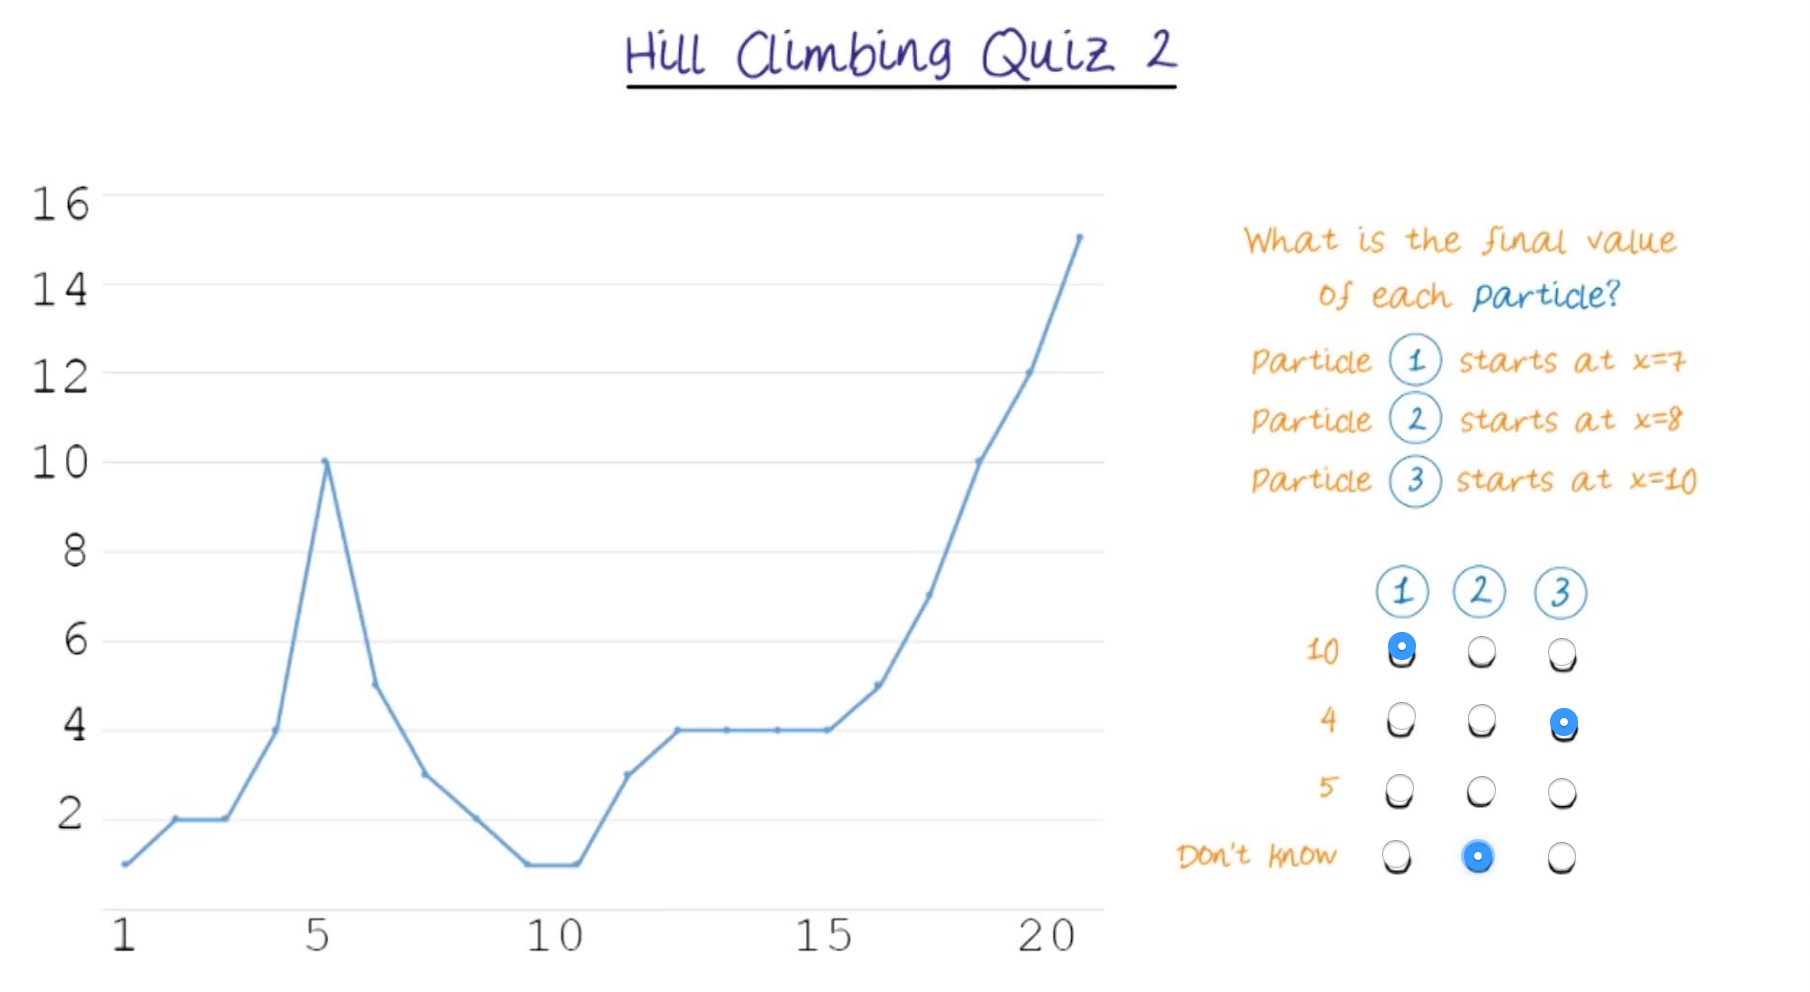 Hill Climbing Quiz 2
16
14
12
10
8
6
4
2
1 5 10 15 20
What is the final value
of each particle?
Particle 1 starts at x=7
Particle 2 starts at x=8
Particle 3 starts at x=10
1 2 3
10
4
5
Don't know